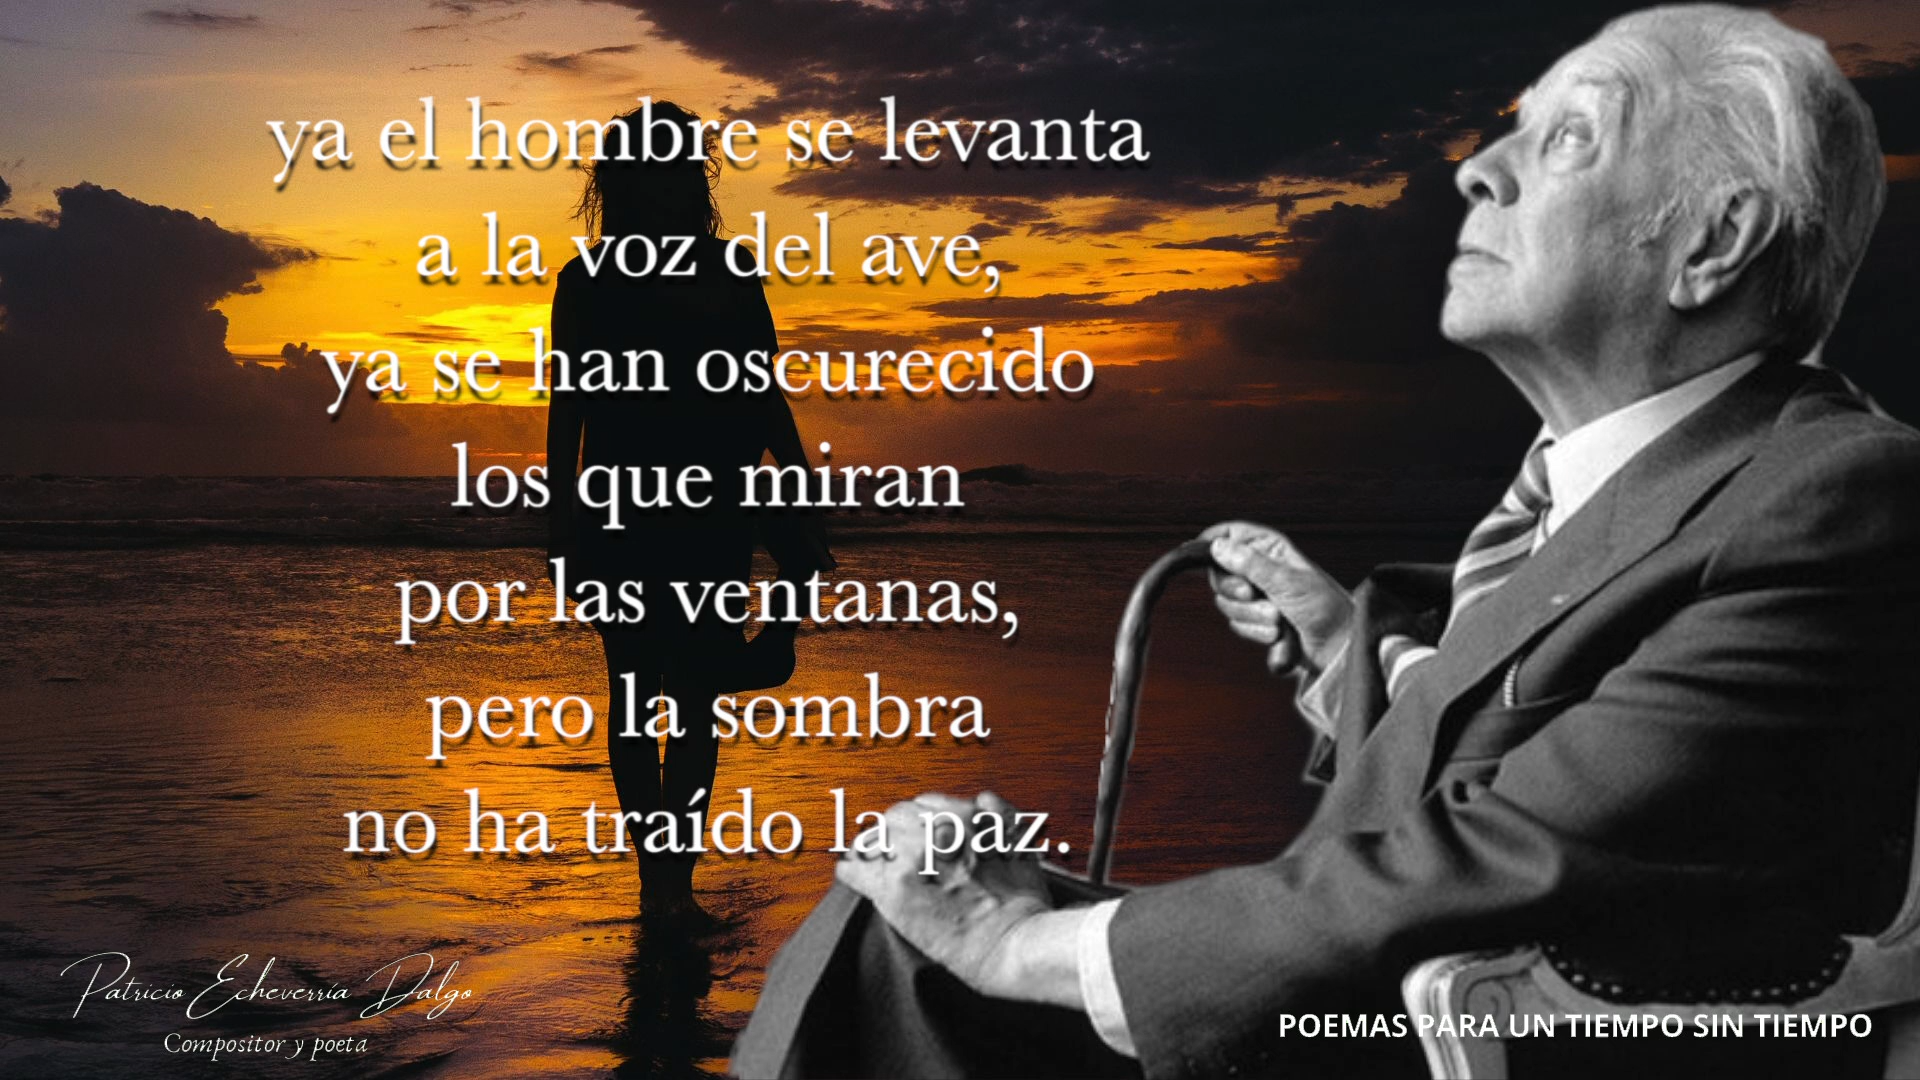 ya el hombre se levanta
a la voz del ave,
ya se han oscurecido
los que miran
por las ventanas,
pero la sombra
no ha traído la paz.
Patricio Echeverría Dalgo
Compositor y poeta
POEMAS PARA UN TIEMPO SIN TIEMPO